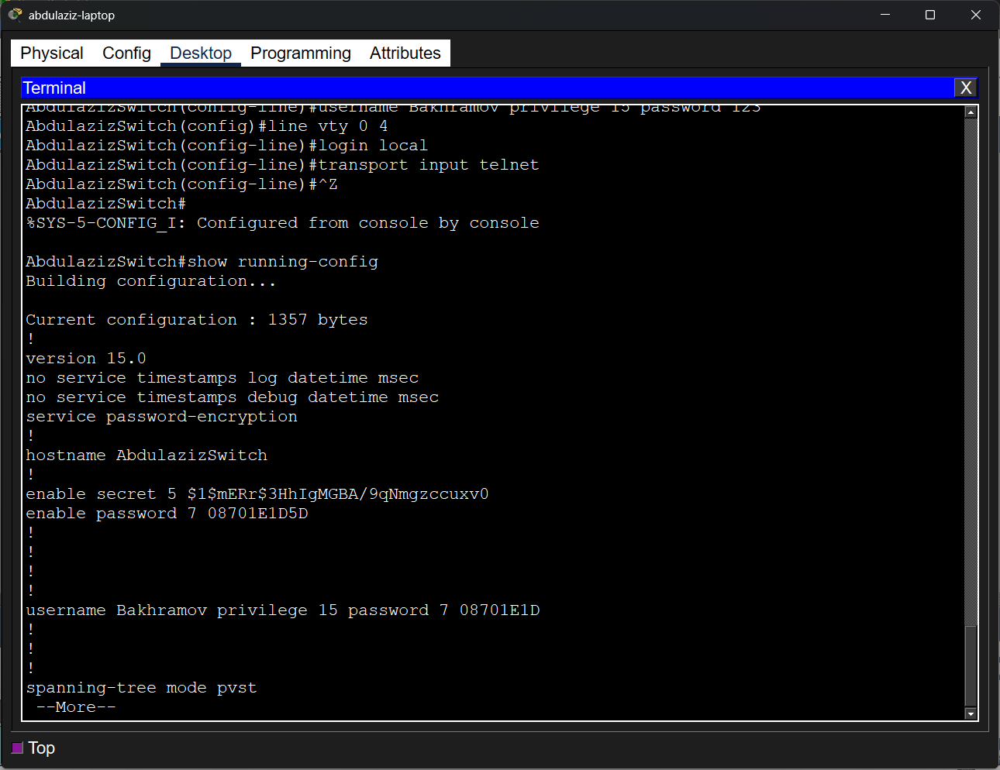 abdulaziz-laptop
Physical Config Desktop Programming Attributes
Terminal X
AbdulazizSwitch(config-line)#username Bakhramov privilege 15 password 123
AbdulazizSwitch(config)#line vty 0 4
AbdulazizSwitch(config-line)#login local
AbdulazizSwitch(config-line)#transport input telnet
AbdulazizSwitch(config-line)#^Z
AbdulazizSwitch#
%SYS-5-CONFIG_I: Configured from console by console
AbdulazizSwitch#show running-config
Building configuration...
Current configuration : 1357 bytes
!
version 15.0
no service timestamps log datetime msec
no service timestamps debug datetime msec
service password-encryption
!
hostname AbdulazizSwitch
!
enable secret 5 $1$mERr$3HhIgMGBA/9qNmgzccuxv0
enable password 7 08701E1D5D
!
!
!
!
username Bakhramov privilege 15 password 7 08701E1D
!
!
!
spanning-tree mode pvst
--More--
Top